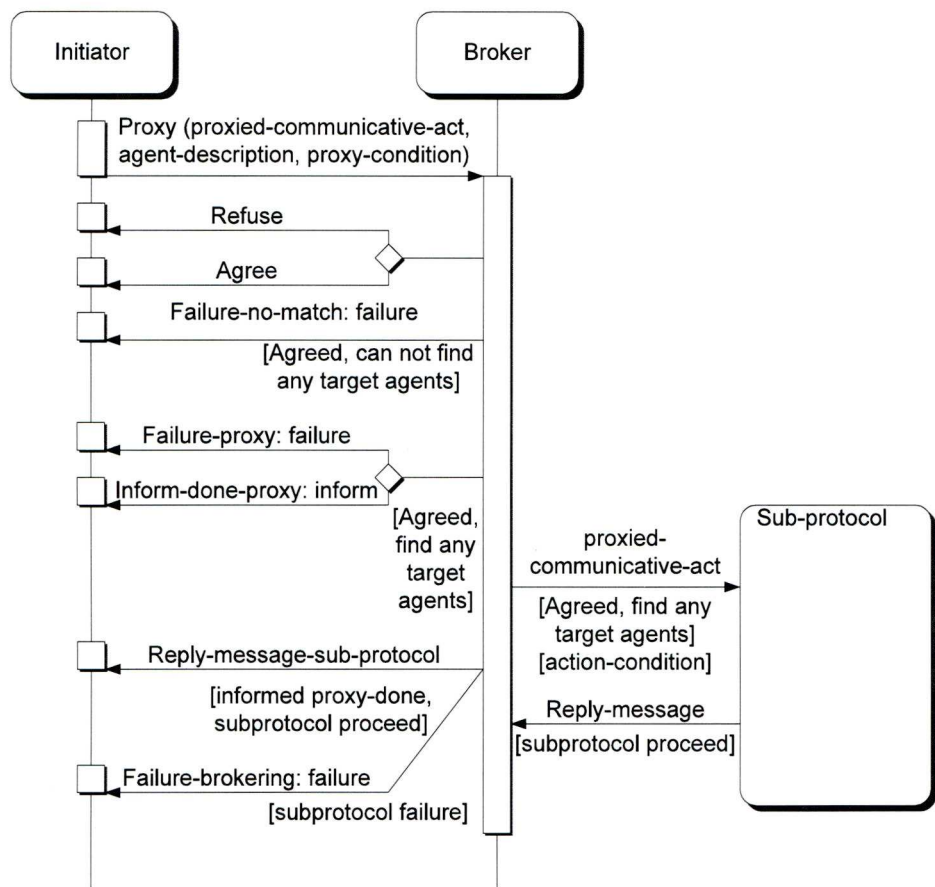 Initiator
Broker
Proxy (proxied-communicative-act,
agent-description, proxy-condition)
Refuse
Agree
Failure-no-match: failure
[Agreed, can not find
any target agents]
Failure-proxy: failure
Inform-done-proxy: inform
[Agreed,
find any
target
agents]
Sub-protocol
proxied-
communicative-act
[Agreed, find any
target agents]
[action-condition]
Reply-message-sub-protocol
[informed proxy-done,
subprotocol proceed]
Reply-message
[subprotocol proceed]
Failure-brokering: failure
[subprotocol failure]